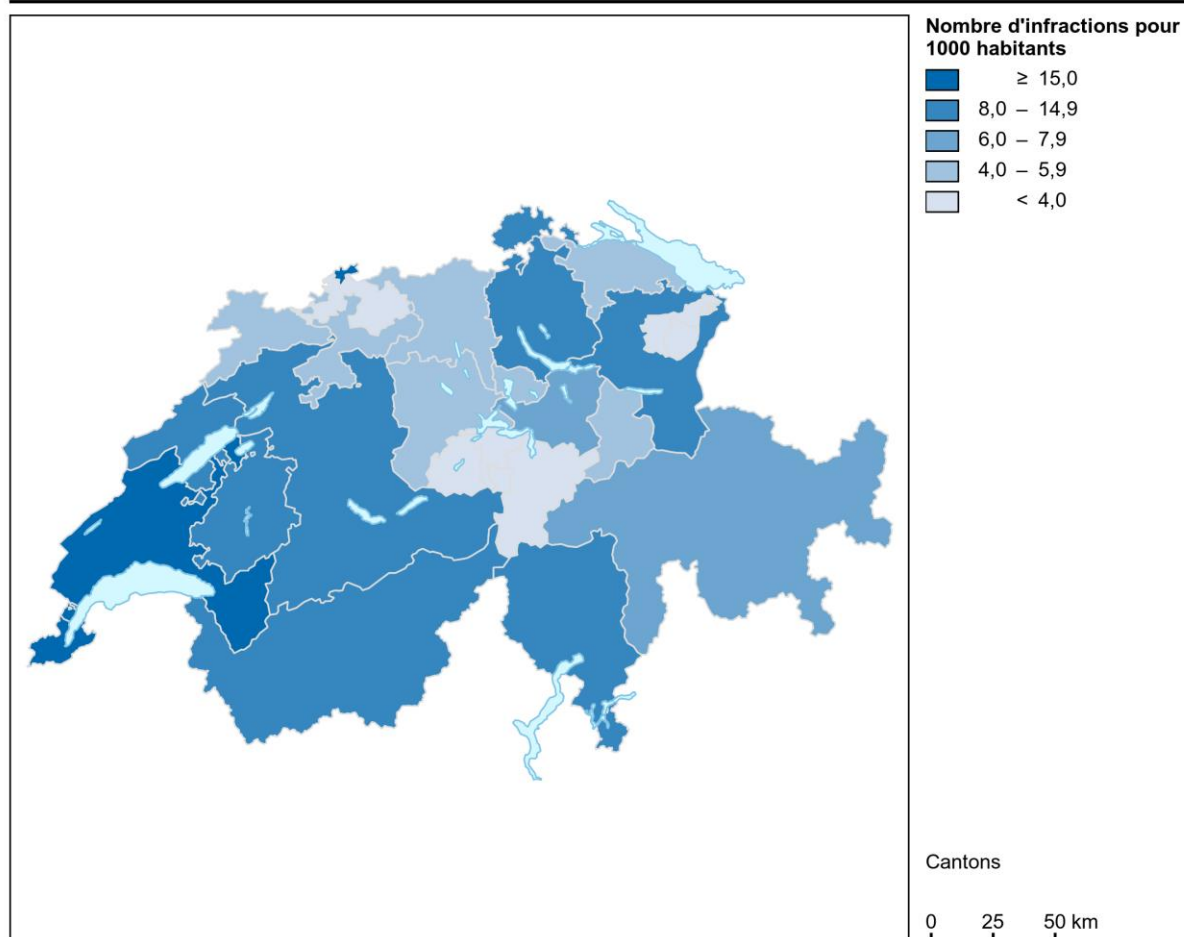 Nombre d'infractions pour
1000 habitants
≥ 15,0
8,0 – 14,9
6,0 – 7,9
4,0 – 5,9
< 4,0
Cantons
0 25 50 km